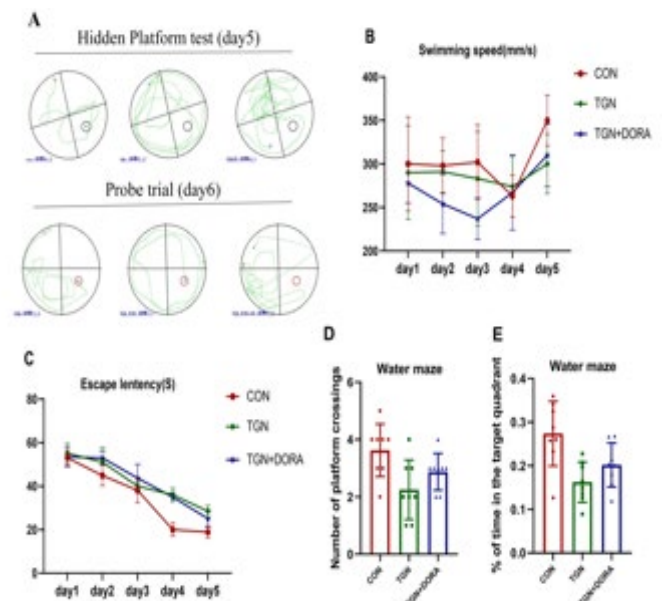 A
Hidden Platform test (day5)
Probe trial (day6)
B
Swimming speed(mm/s)
400
350
300
250
200
day1 day2 day3 day4 day5
CON
TGN
TGN+DORA
C
Escape lentency(S)
80
60
40
20
0
day1 day2 day3 day4 day5
CON
TGN
TGN+DORA
D
Water maze
Number of platform crossings
6
4
2
0
CON
TGN
TGN+DORA
E
Water maze
% of time in the target quadrant
0.4
0.3
0.2
0.1
0.0
CON
TGN
TGN+DORA